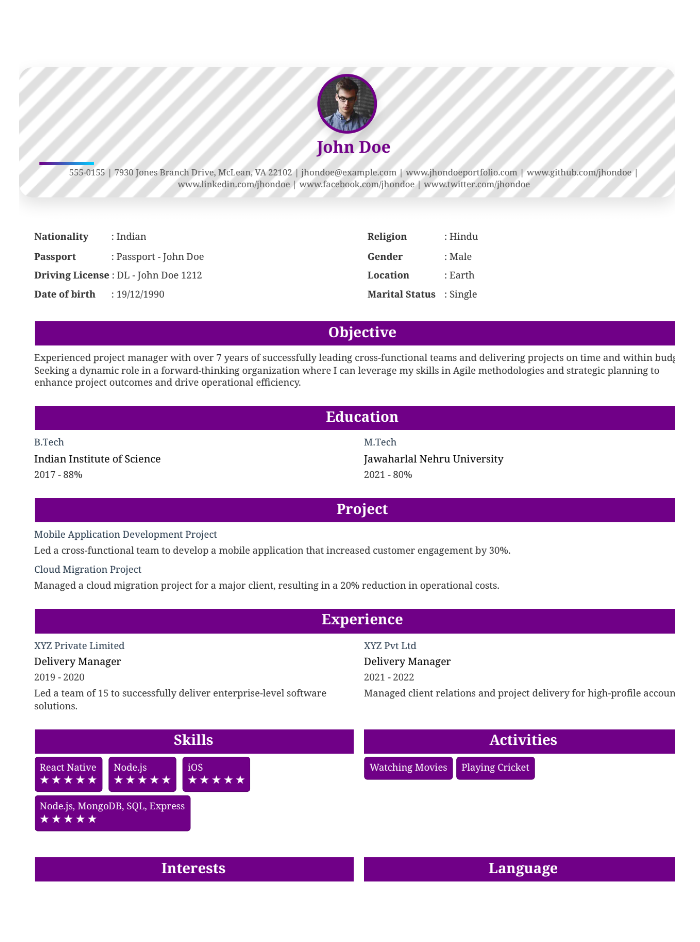 John Doe
555-0155 | 7930 Jones Branch Drive, McLean, VA 22102 | jhondoe@example.com | www.jhondoeportfolio.com | www.github.com/jhondoe |
www.linkedin.com/jhondoe | www.facebook.com/jhondoe | www.twitter.com/jhondoe
Nationality : Indian
Passport : Passport - John Doe
Driving License : DL - John Doe 1212
Date of birth : 19/12/1990
Religion : Hindu
Gender : Male
Location : Earth
Marital Status : Single
Objective
Experienced project manager with over 7 years of successfully leading cross-functional teams and delivering projects on time and within budg
Seeking a dynamic role in a forward-thinking organization where I can leverage my skills in Agile methodologies and strategic planning to
enhance project outcomes and drive operational efficiency.
Education
B.Tech
Indian Institute of Science
2017 - 88%
M.Tech
Jawaharlal Nehru University
2021 - 80%
Project
Mobile Application Development Project
Led a cross-functional team to develop a mobile application that increased customer engagement by 30%.
Cloud Migration Project
Managed a cloud migration project for a major client, resulting in a 20% reduction in operational costs.
Experience
XYZ Private Limited
Delivery Manager
2019 - 2020
Led a team of 15 to successfully deliver enterprise-level software
solutions.
XYZ Pvt Ltd
Delivery Manager
2021 - 2022
Managed client relations and project delivery for high-profile accoun
Skills
React Native
★★★★★
Node.js
★★★★★
iOS
★★★★★
Node.js, MongoDB, SQL, Express
★★★★★
Activities
Watching Movies
Playing Cricket
Interests
Language